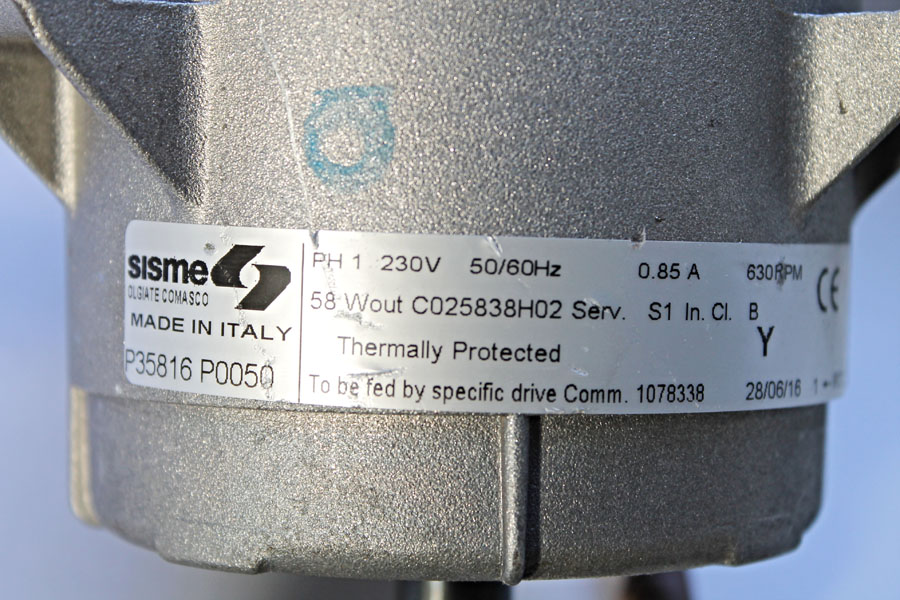 sisme
OLGIATE COMASCO
MADE IN ITALY
P35816 P0050
PH 1 230V 50/60Hz 0.85 A 630RPM
58 Wout C025838H02 Serv. S1 In. Cl. B
CE
Thermally Protected Y
To be fed by specific drive Comm. 1078338 28/06/16 1